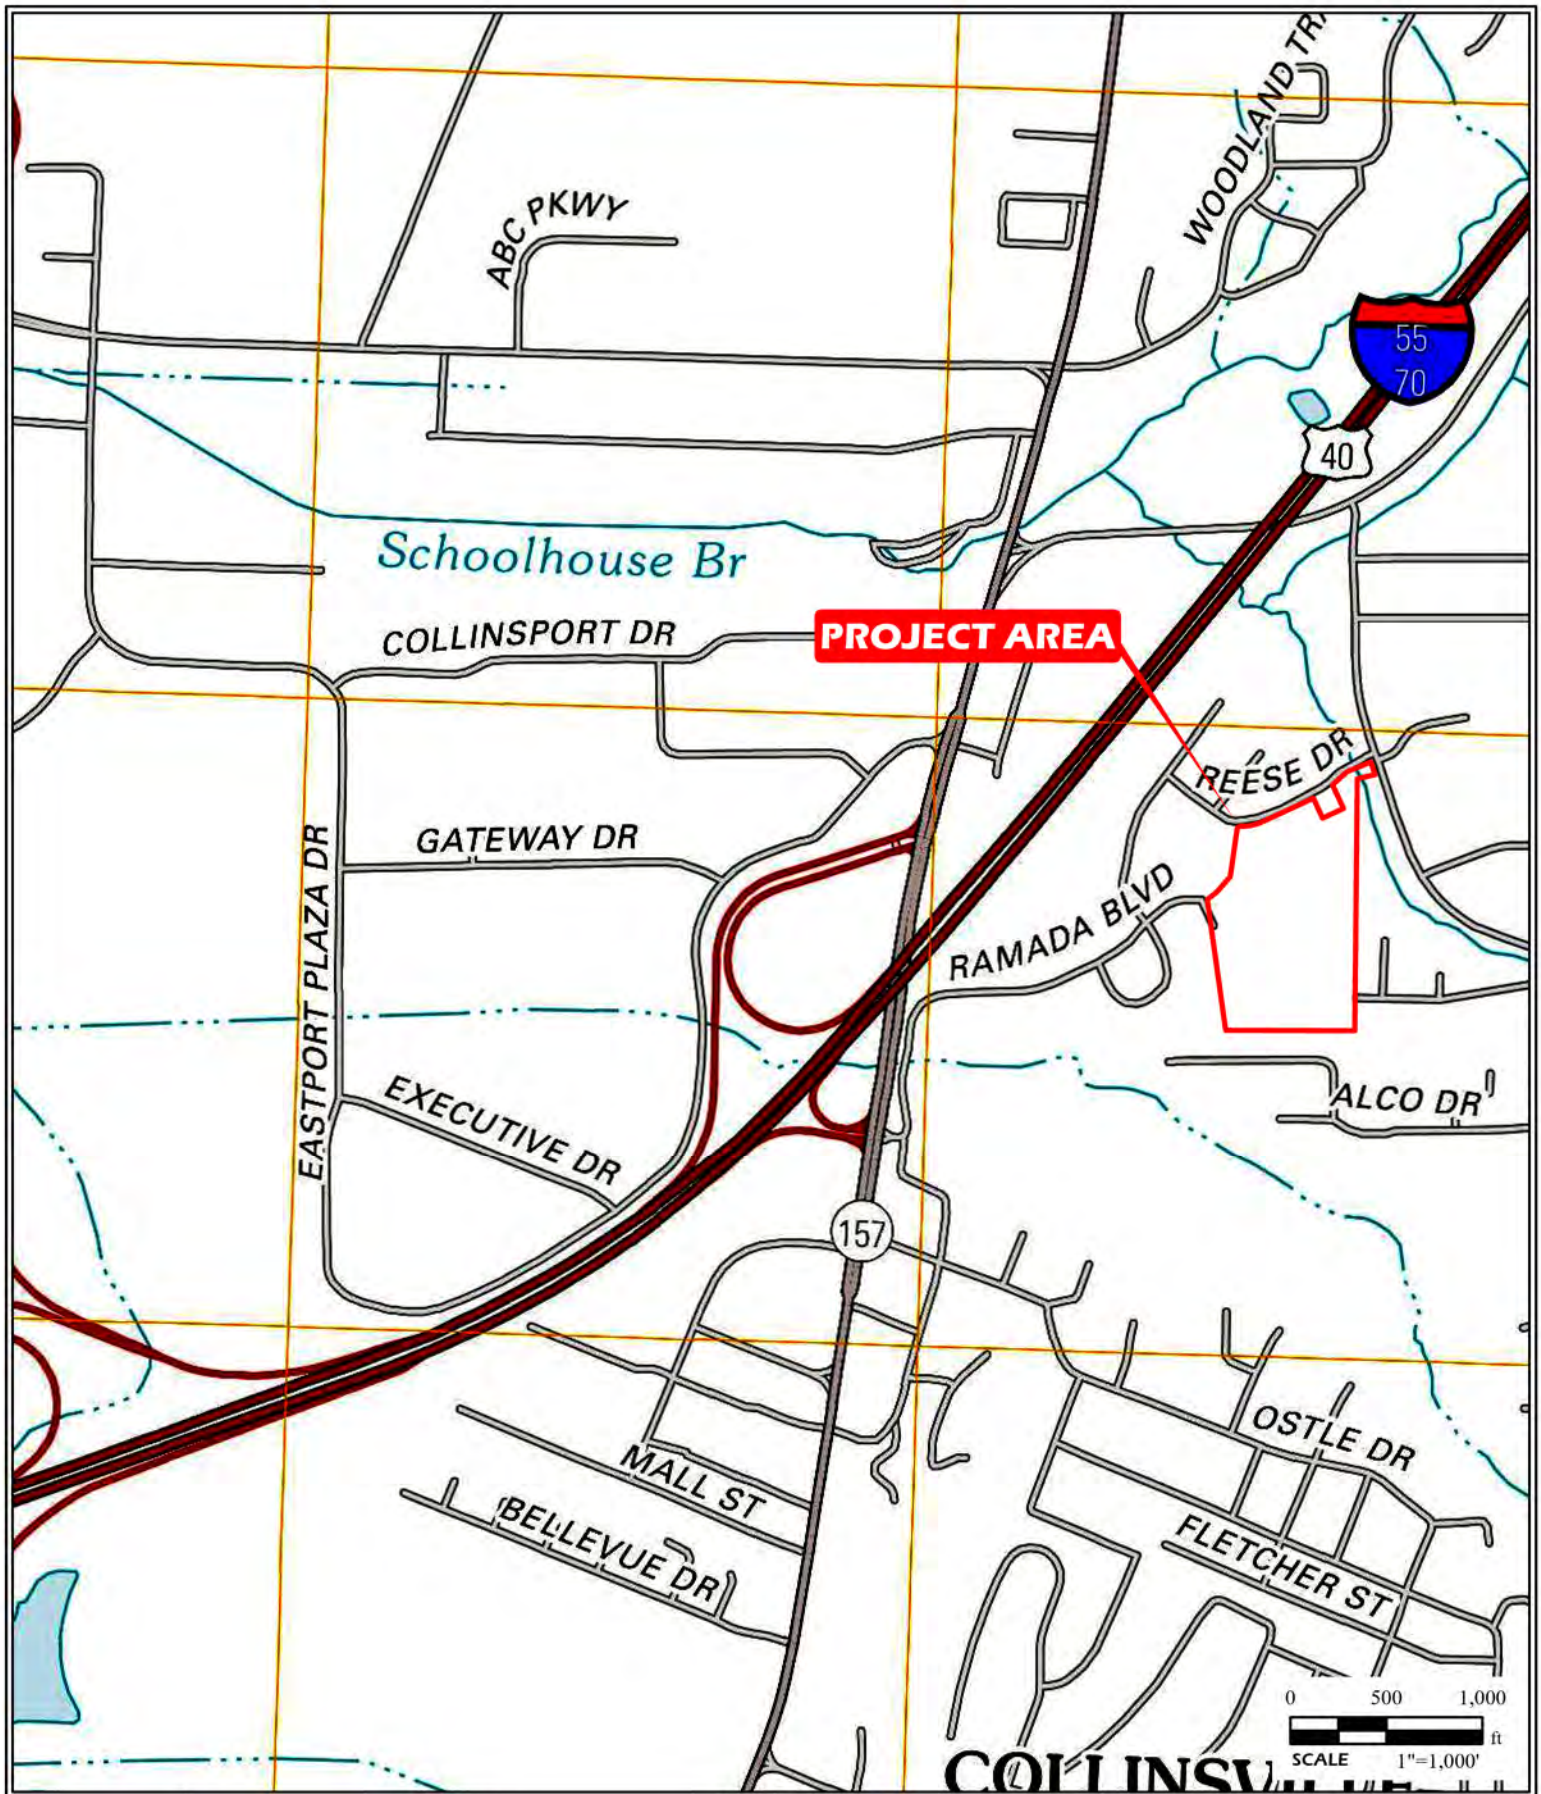 WOODLAND TRA
ABC PKWY
55
70
40
Schoolhouse Br
COLLINSPORT DR
PROJECT AREA
REESE DR
GATEWAY DR
EASTPORT PLAZA DR
RAMADA BLVD
EXECUTIVE DR
ALCO DR
157
OSTLE DR
MALL ST
BELLEVUE DR
FLETCHER ST
0 500 1,000
ft
SCALE 1"=1,000'
COLLINSVILLE